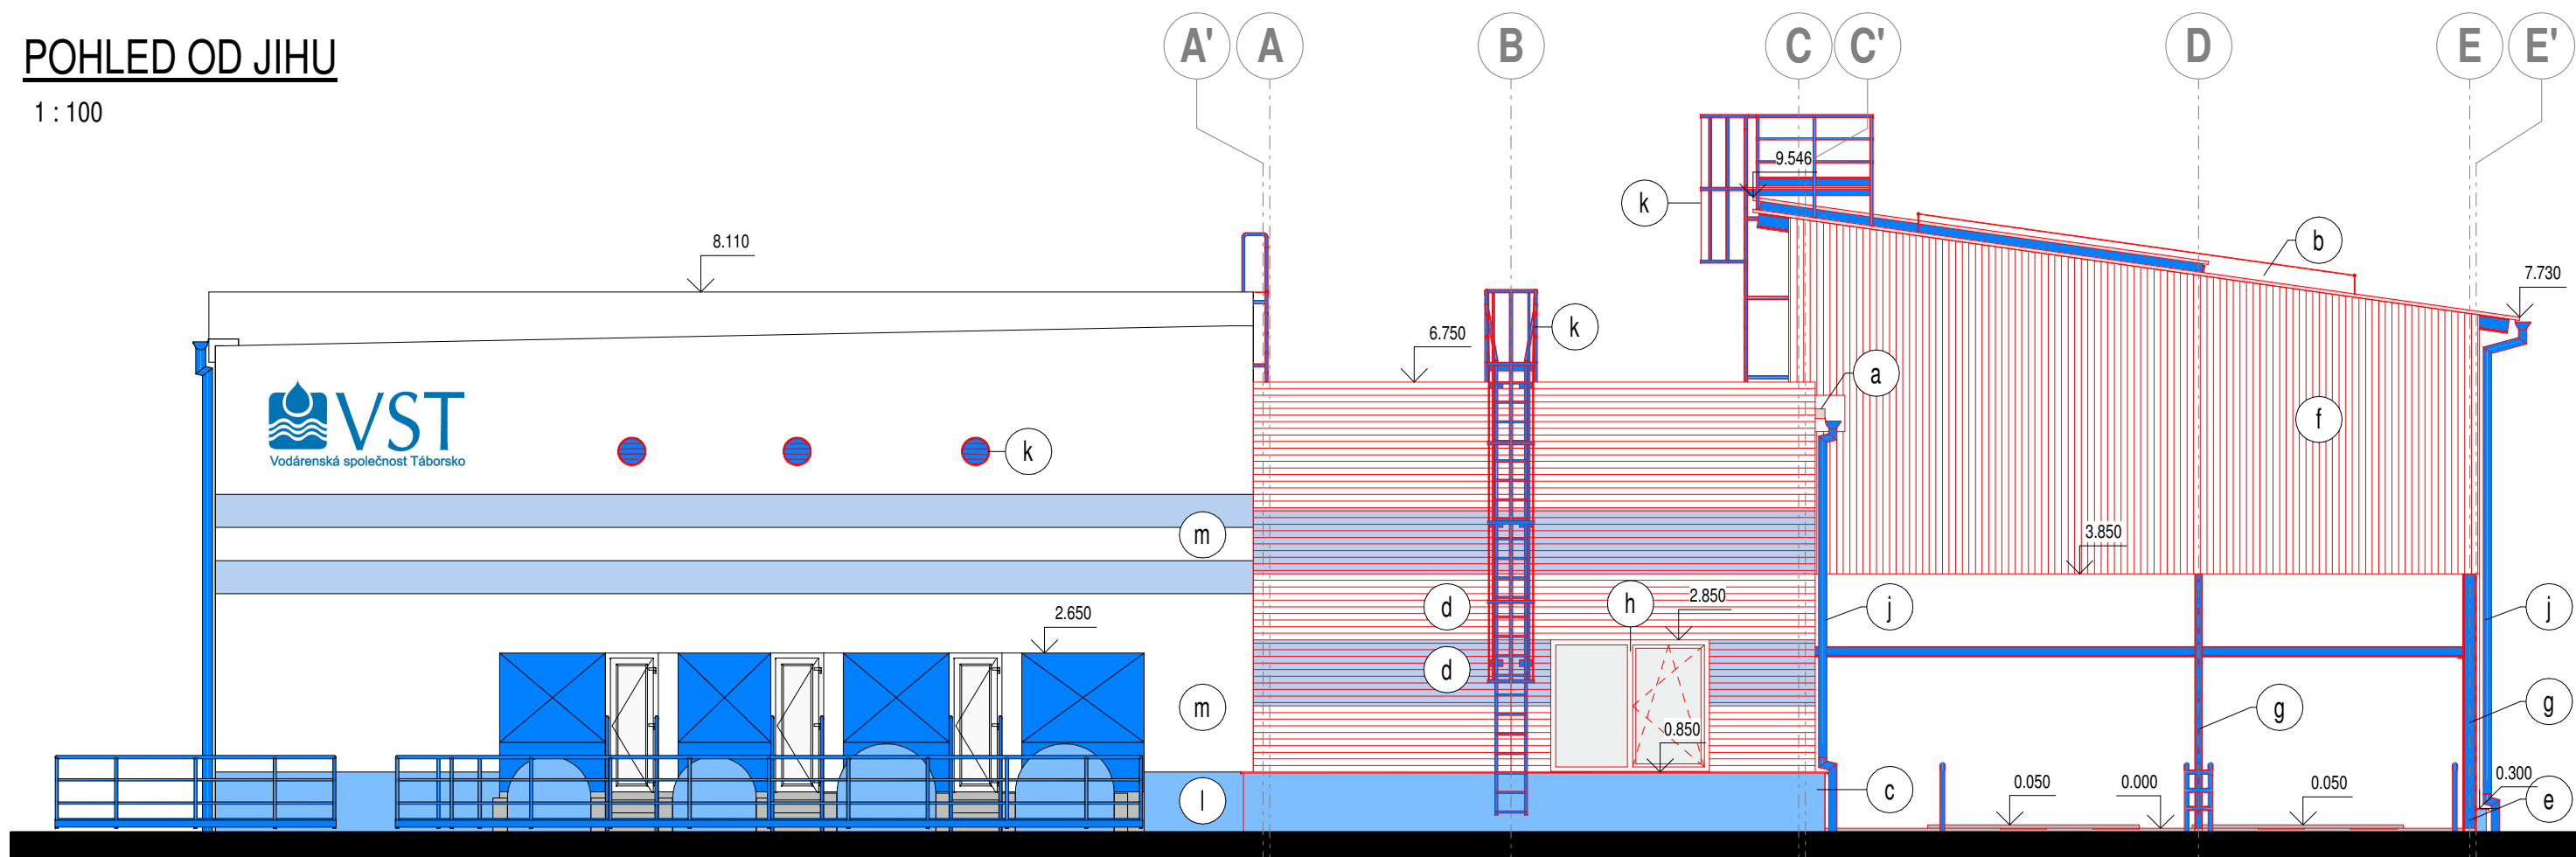 POHLED OD JIHU
1 : 100
A' A B C C' D E E'
9.546
k
b
8.110
7.730
k
6.750
a
f
VST
Vodárenská společnost Táborsko
k
m
3.850
d
h
2.850
j
j
2.650
d
m
0.850
g
g
l
c
0.050
0.000
0.050
0.300
e